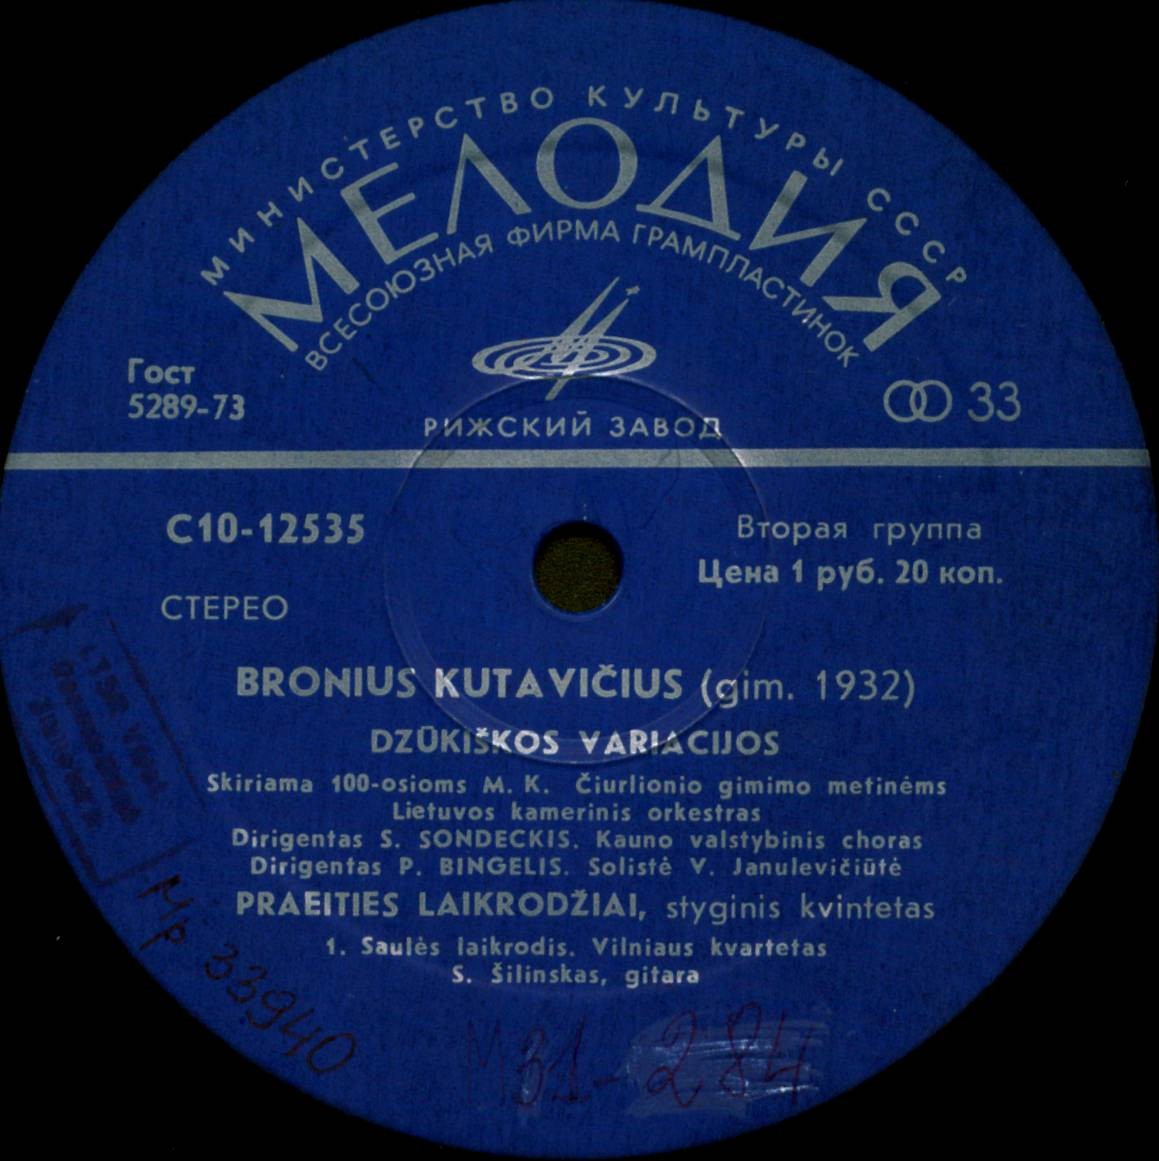 МИНИСТЕРСТВО КУЛЬТУРЫ СССР
МЕЛОДИЯ
ВСЕСОЮЗНАЯ ФИРМА ГРАМПЛАСТИНОК
Гост
5289-73
33
РИЖСКИЙ ЗАВОД
С10-12535
Вторая группа
Цена 1 руб. 20 коп.
СТЕРЕО
BRONIUS KUTAVIČIUS (gim. 1932)
DZŪKIŠKOS VARIACIJOS
Skiriama 100-osioms M. K. Čiurlionio gimimo metinėms
Lietuvos kamerinis orkestras
Dirigentas S. SONDECKIS. Kauno valstybinis choras
Dirigentas P. BINGELIS. Solistė V. Janulevičiūtė
PRAEITIES LAIKRODŽIAI, styginis kvintetas
1. Saulės laikrodis. Vilniaus kvartetas
S. Šilinskas, gitara
Mp 33940
M31-284